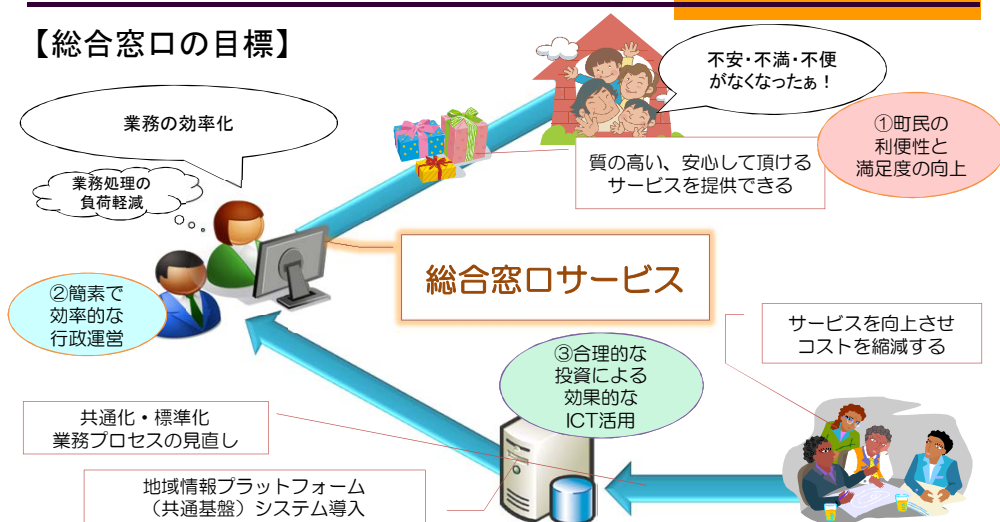 【総合窓口の目標】
不安・不満・不便
がなくなったぁ！
業務の効率化
①町民の
利便性と
満足度の向上
質の高い、安心して頂ける
サービスを提供できる
業務処理の
負荷軽減
総合窓口サービス
②簡素で
効率的な
行政運営
サービスを向上させ
コストを縮減する
③合理的な
投資による
効果的な
ICT活用
共通化・標準化
業務プロセスの見直し
地域情報プラットフォーム
（共通基盤）システム導入